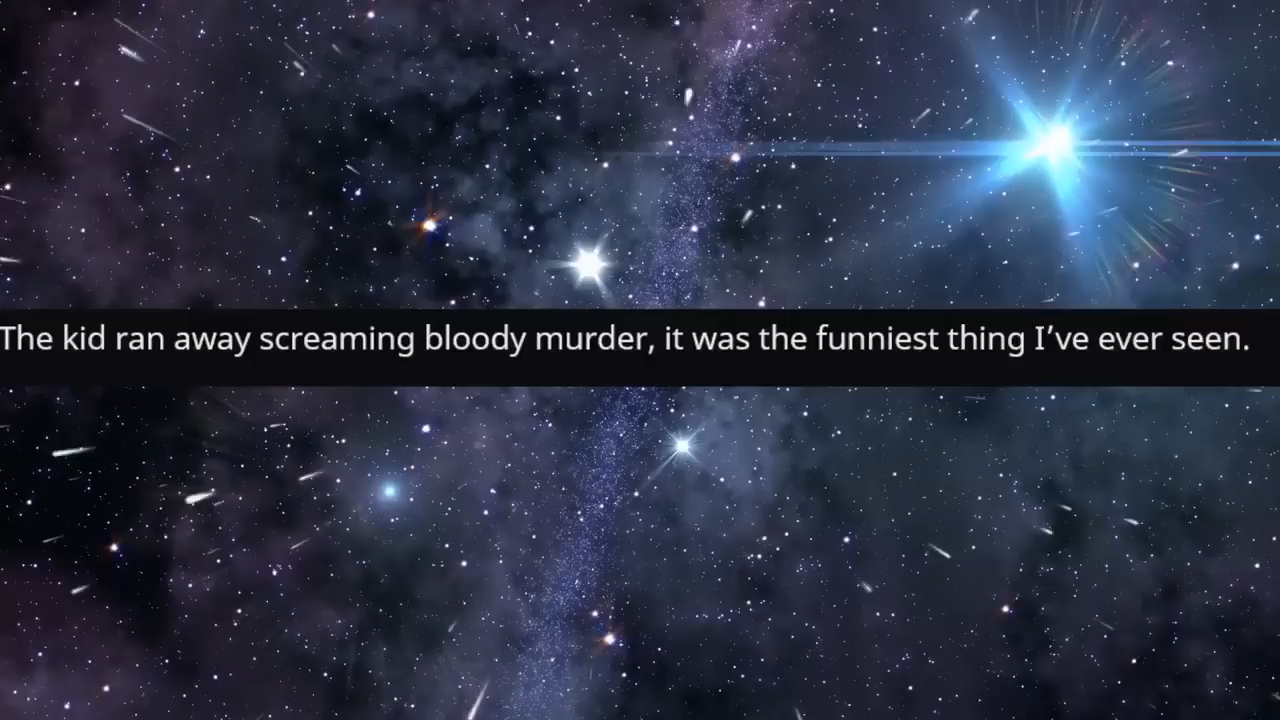 The kid ran away screaming bloody murder, it was the funniest thing I’ve ever seen.